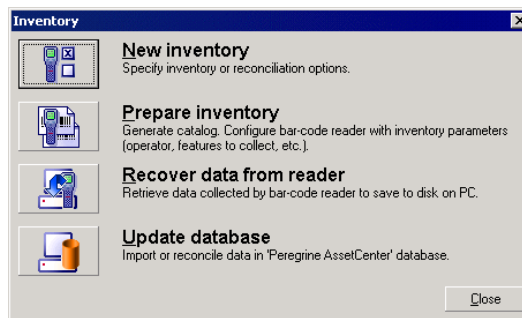 Inventory
New inventory
Specify inventory or reconciliation options.
Prepare inventory
Generate catalog. Configure bar-code reader with inventory parameters
(operator, features to collect, etc.).
Recover data from reader
Retrieve data collected by bar-code reader to save to disk on PC.
Update database
Import or reconcile data in 'Peregrine AssetCenter' database.
Close